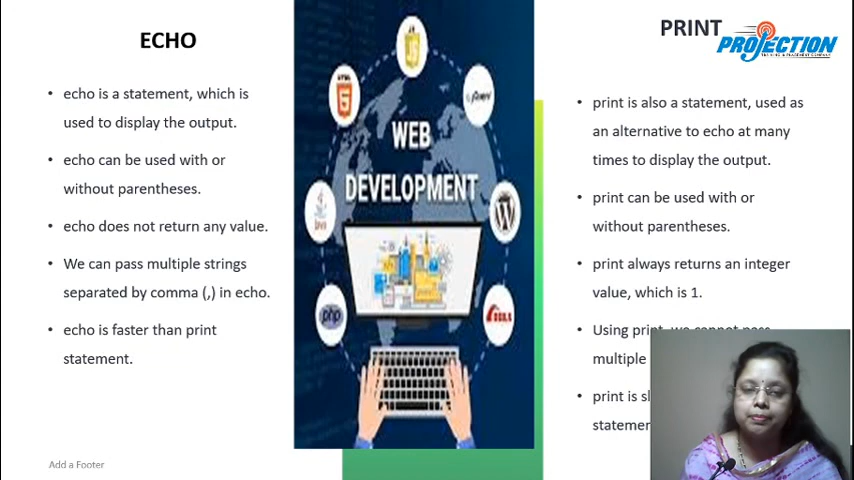 ECHO
• echo is a statement, which is
used to display the output.
• echo can be used with or
without parentheses.
• echo does not return any value.
• We can pass multiple strings
separated by comma (,) in echo.
• echo is faster than print
statement.
Add a Footer
JS
HTML
jQuery
WEB
DEVELOPMENT
php
PRINT
PROJECTION
• print is also a statement, used as
an alternative to echo at many
times to display the output.
• print can be used with or
without parentheses.
• print always returns an integer
value, which is 1.
• Using print, we cannot pass
multiple
• print is